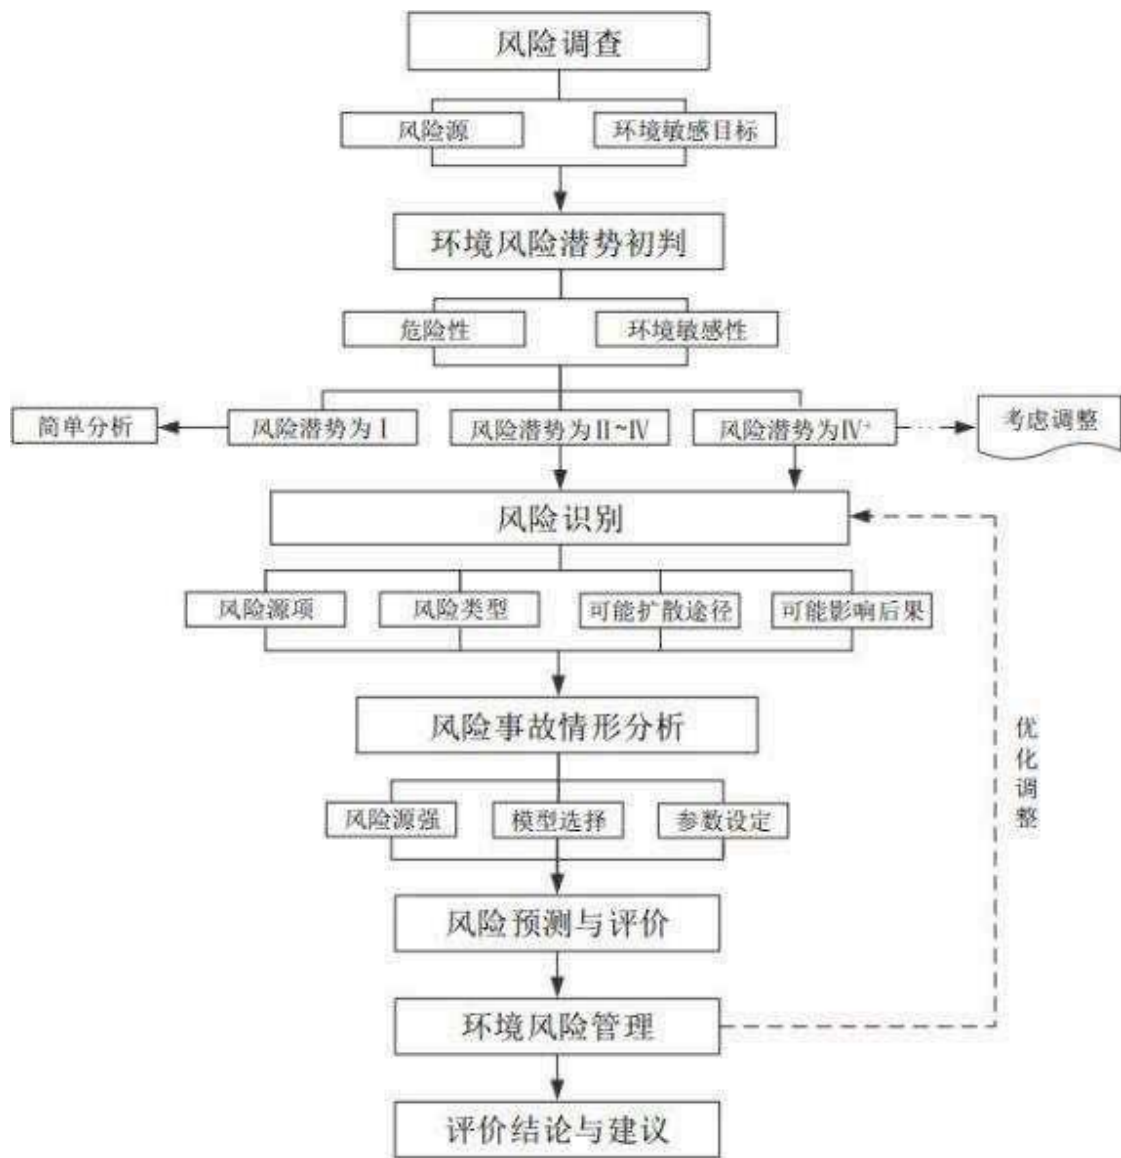 风险调查
风险源
环境敏感目标
环境风险潜势初判
危险性
环境敏感性
简单分析
风险潜势为Ⅰ
风险潜势为Ⅱ~Ⅳ
风险潜势为Ⅳ+
考虑调整
风险识别
风险源项
风险类型
可能扩散途径
可能影响后果
风险事故情形分析
优化调整
风险源强
模型选择
参数设定
风险预测与评价
环境风险管理
评价结论与建议